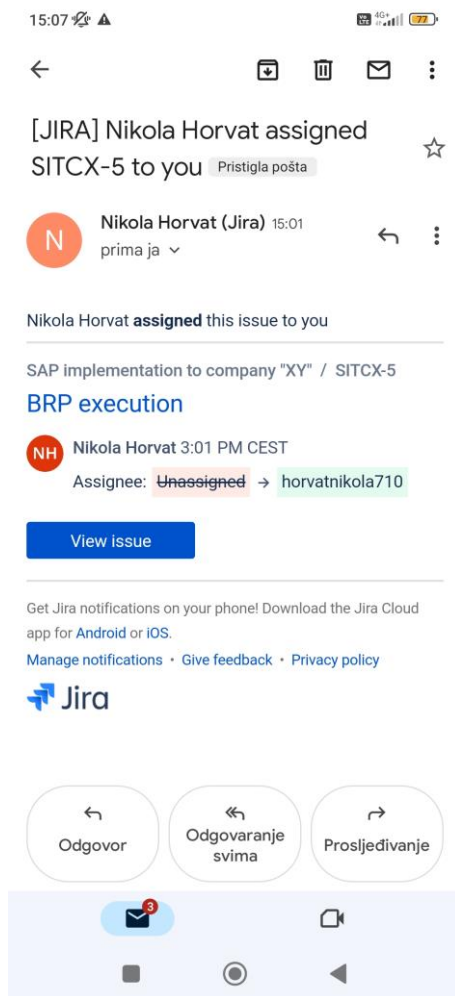 15:07
Vo LTE 4G+ 77
[JIRA] Nikola Horvat assigned
SITCX-5 to you Pristigla pošta
N
Nikola Horvat (Jira) 15:01
prima ja
Nikola Horvat assigned this issue to you
SAP implementation to company "XY" / SITCX-5
BRP execution
NH
Nikola Horvat 3:01 PM CEST
Assignee: Unassigned → horvatnikola710
View issue
Get Jira notifications on your phone! Download the Jira Cloud
app for Android or iOS.
Manage notifications • Give feedback • Privacy policy
Jira
Odgovor
Odgovaranje
svima
Prosljeđivanje
3